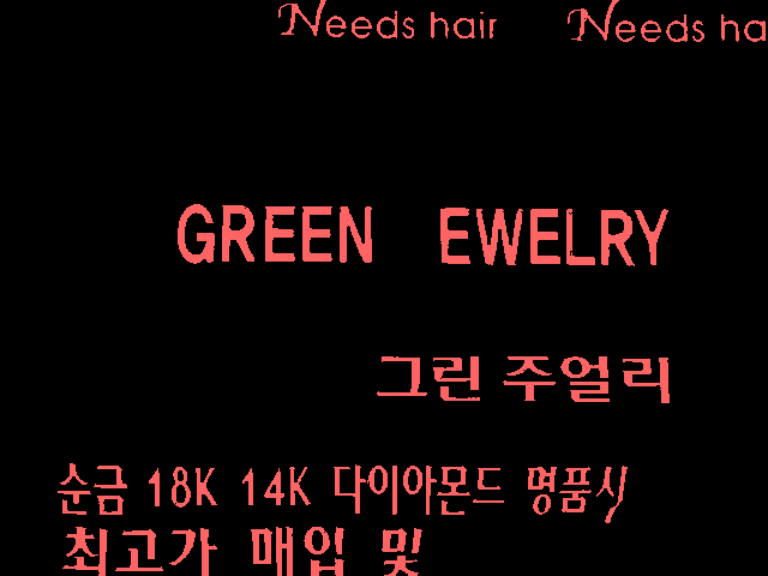 Needs hair Needs ha
GREEN EWELRY
그린 주얼리
순금 18K 14K 다이아몬드 명품시
최고가 매입 및